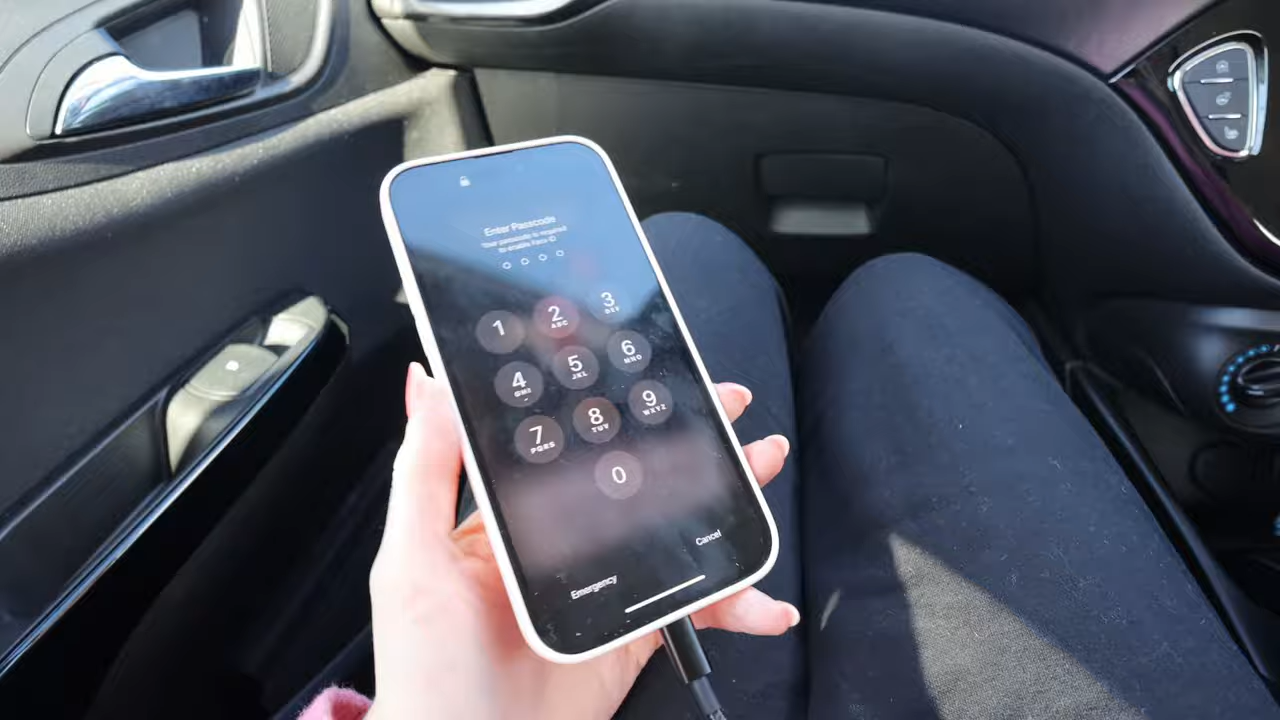 Enter Passcode
Your passcode is required
to enable Face ID
1
2
ABC
3
DEF
4
GHI
5
JKL
6
MNO
7
PQRS
8
TUV
9
WXYZ
0
Emergency
Cancel